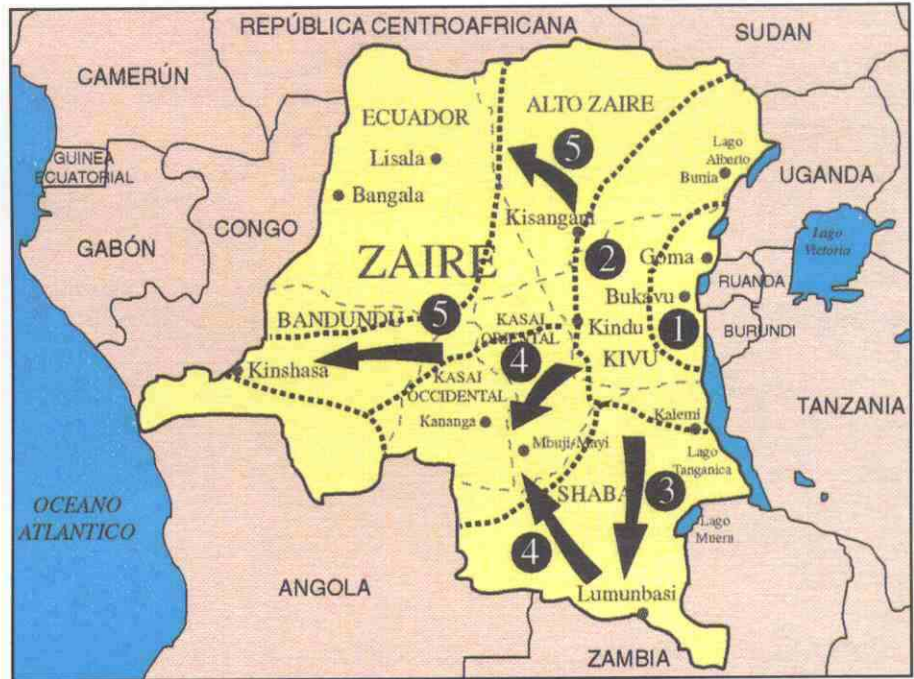 REPÚBLICA CENTROAFRICANA
SUDAN
CAMERÚN
ECUADOR
ALTO ZAIRE
5
Lago
Alberto
Lisala
Bunia
GUINEA
ECUATORIAL
UGANDA
Bangala
CONGO
Kisangani
Lago
Victoria
GABÓN
2
Goma
ZAIRE
RUANDA
Bukavu
5
BANDUNDU
KASAI
ORIENTAL
Kindu
1
BURUNDI
4
KIVU
Kinshasa
KASAI
OCCIDENTAL
TANZANIA
Kananga
Kalemi
Mbuji-Mayi
Lago
Tanganica
SHABA
3
OCEANO
ATLANTICO
Lago
Muera
4
ANGOLA
Lumunbasi
ZAMBIA